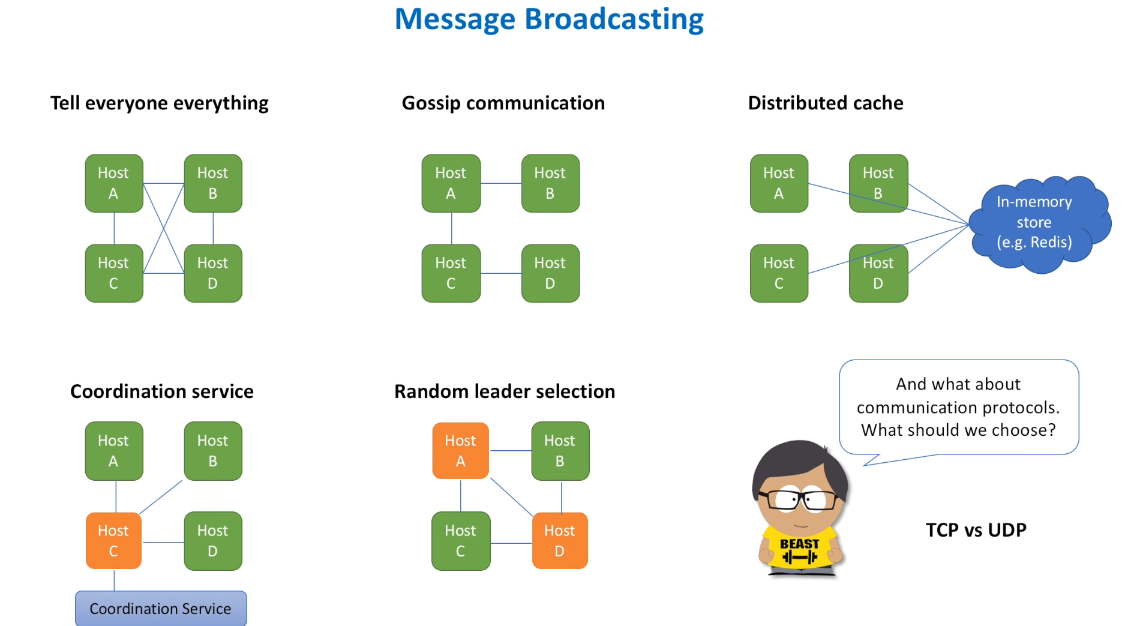 Message Broadcasting
Tell everyone everything
Host
A
Host
B
Host
C
Host
D
Gossip communication
Host
A
Host
B
Host
C
Host
D
Distributed cache
Host
A
Host
B
Host
C
Host
D
In-memory
store
(e.g. Redis)
Coordination service
Host
A
Host
B
Host
C
Host
D
Coordination Service
Random leader selection
Host
A
Host
B
Host
C
Host
D
And what about
communication protocols.
What should we choose?
BEAST
TCP vs UDP